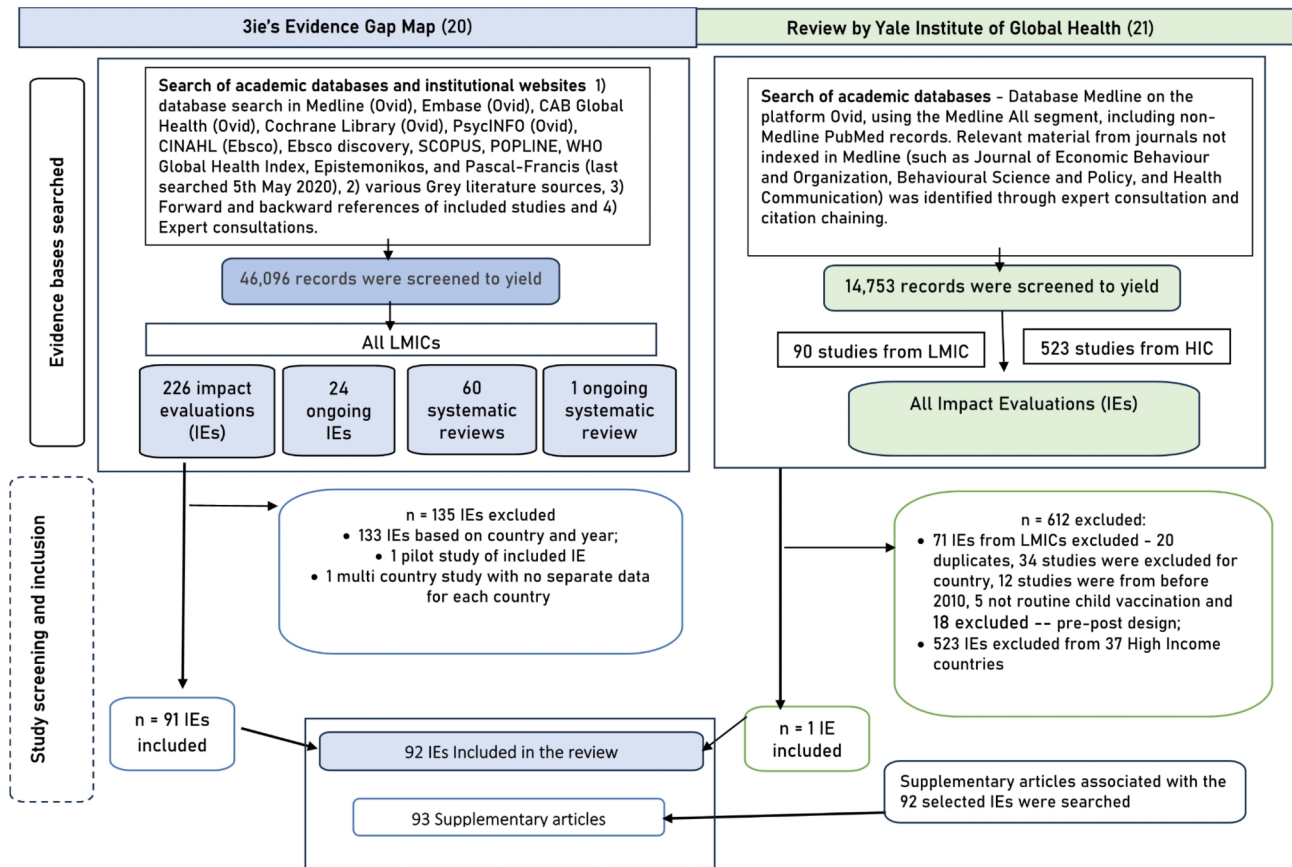 3ie's Evidence Gap Map (20)
Review by Yale Institute of Global Health (21)
Evidence bases searched
Search of academic databases and institutional websites 1)
database search in Medline (Ovid), Embase (Ovid), CAB Global
Health (Ovid), Cochrane Library (Ovid), PsycINFO (Ovid),
CINAHL (Ebsco), Ebsco discovery, SCOPUS, POPLINE, WHO
Global Health Index, Epistemonikos, and Pascal-Francis (last
searched 5th May 2020), 2) various Grey literature sources, 3)
Forward and backward references of included studies and 4)
Expert consultations.
46,096 records were screened to yield
All LMICs
226 impact
evaluations
(IEs)
24
ongoing
IEs
60
systematic
reviews
1 ongoing
systematic
review
Search of academic databases - Database Medline on the
platform Ovid, using the Medline All segment, including non-
Medline PubMed records. Relevant material from journals not
indexed in Medline (such as Journal of Economic Behaviour
and Organization, Behavioural Science and Policy, and Health
Communication) was identified through expert consultation and
citation chaining.
14,753 records were screened to yield
90 studies from LMIC
523 studies from HIC
All Impact Evaluations (IEs)
Study screening and inclusion
n = 135 IEs excluded
• 133 IEs based on country and year;
• 1 pilot study of included IE
• 1 multi country study with no separate data
for each country
n = 612 excluded:
• 71 IEs from LMICs excluded - 20
duplicates, 34 studies were excluded for
country, 12 studies were from before
2010, 5 not routine child vaccination and
18 excluded -- pre-post design;
• 523 IEs excluded from 37 High Income
countries
n = 91 IEs
included
92 IEs Included in the review
n = 1 IE
included
93 Supplementary articles
Supplementary articles associated with the
92 selected IEs were searched